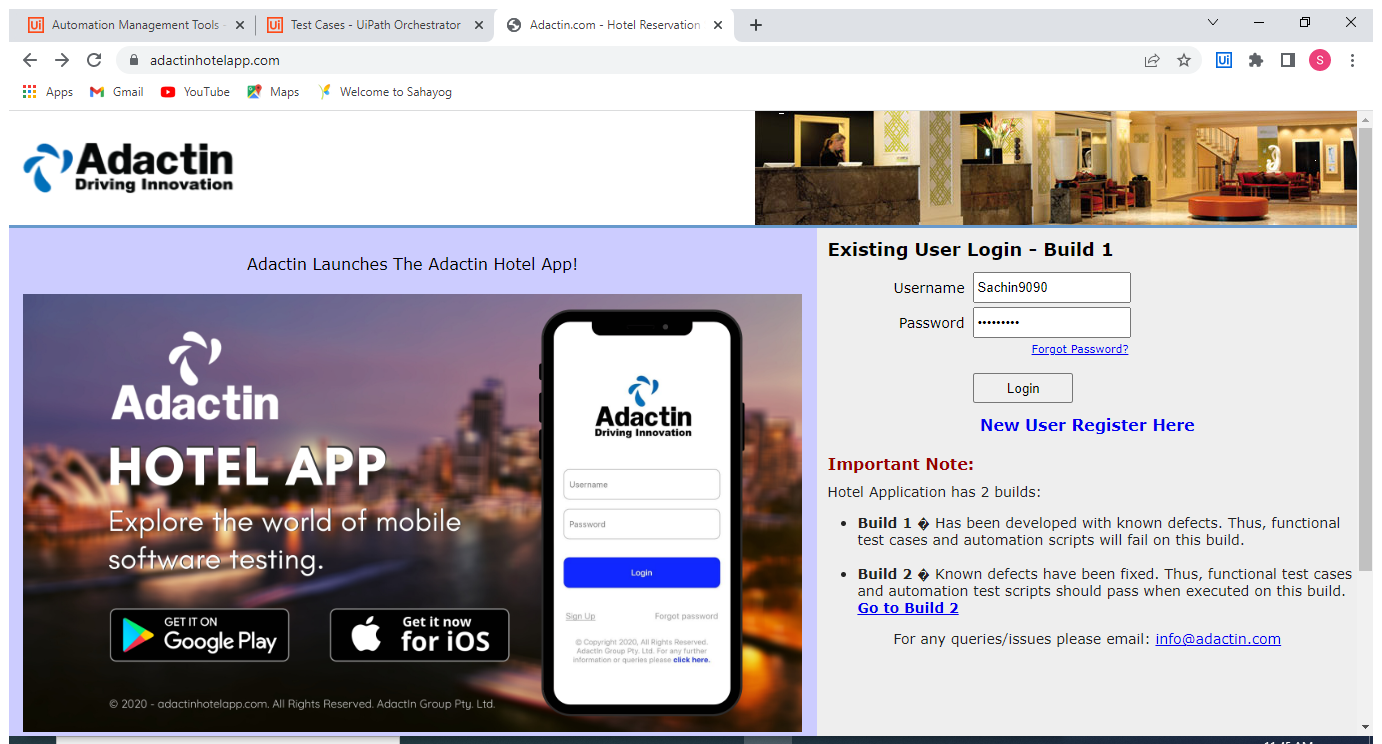 Automation Management Tools -
Test Cases - UiPath Orchestrator
Adactin.com - Hotel Reservation
adactinhotelapp.com
Ui
S
Apps
Gmail
YouTube
Maps
Welcome to Sahayog
Adactin
Driving Innovation
Adactin Launches The Adactin Hotel App!
Adactin
HOTEL APP
Explore the world of mobile
software testing.
GET IT ON
Google Play
Get it now
for iOS
© 2020 - adactinhotelapp.com. All Rights Reserved. AdactIn Group Pty. Ltd.
Adactin
Driving Innovation
Username
Password
Login
Sign Up
Forgot password
© Copyright 2020, All Rights Reserved.
Adactin Group Pty. Ltd. For any further
information or queries please click here.
Existing User Login - Build 1
Username Sachin9090
Password •••••••••
Forgot Password?
Login
New User Register Here
Important Note:
Hotel Application has 2 builds:
• Build 1 � Has been developed with known defects. Thus, functional
test cases and automation scripts will fail on this build.
• Build 2 � Known defects have been fixed. Thus, functional test cases
and automation test scripts should pass when executed on this build.
Go to Build 2
For any queries/issues please email: info@adactin.com